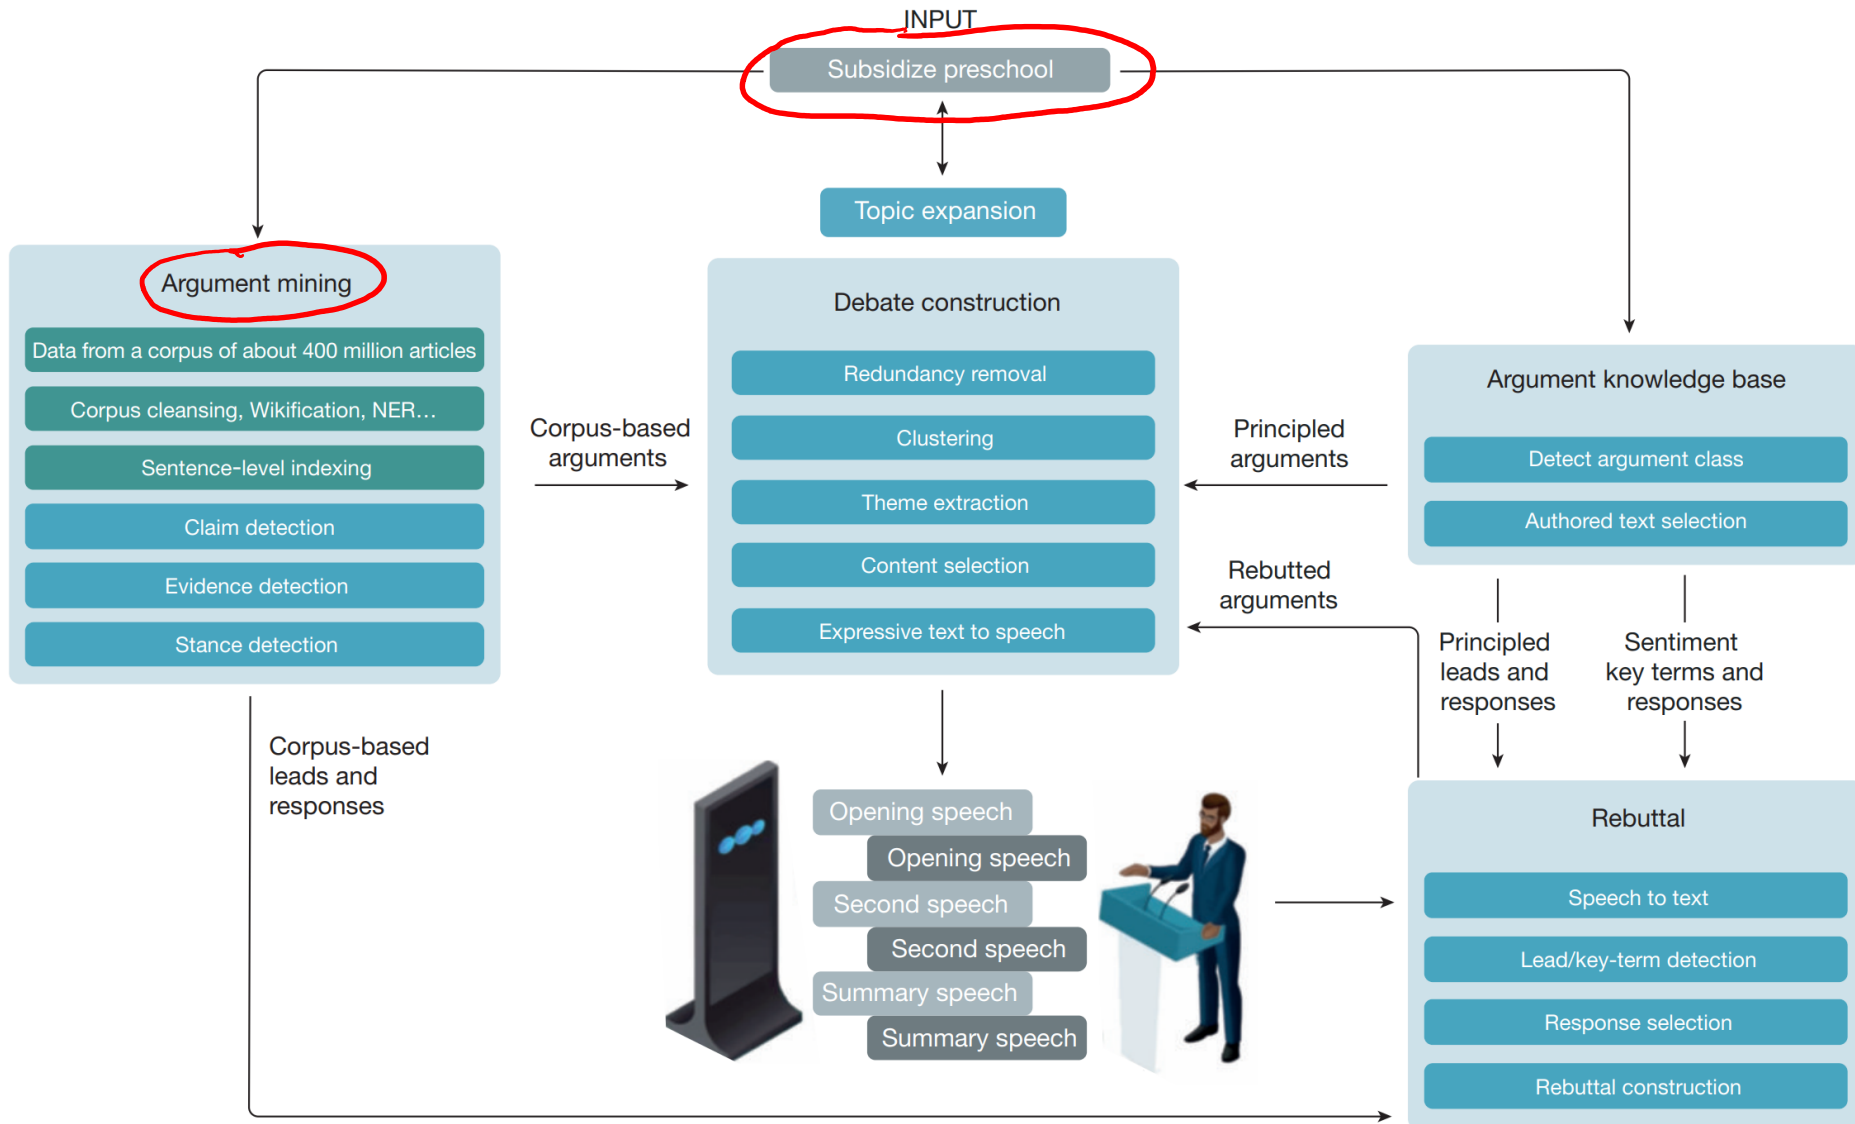 INPUT
Subsidize preschool
Topic expansion
Argument mining
Data from a corpus of about 400 million articles
Corpus cleansing, Wikification, NER...
Sentence-level indexing
Claim detection
Evidence detection
Stance detection
Corpus-based
arguments
Corpus-based
leads and
responses
Debate construction
Redundancy removal
Clustering
Theme extraction
Content selection
Expressive text to speech
Principled
arguments
Rebutted
arguments
Argument knowledge base
Detect argument class
Authored text selection
Principled
leads and
responses
Sentiment
key terms and
responses
Opening speech
Opening speech
Second speech
Second speech
Summary speech
Summary speech
Rebuttal
Speech to text
Lead/key-term detection
Response selection
Rebuttal construction